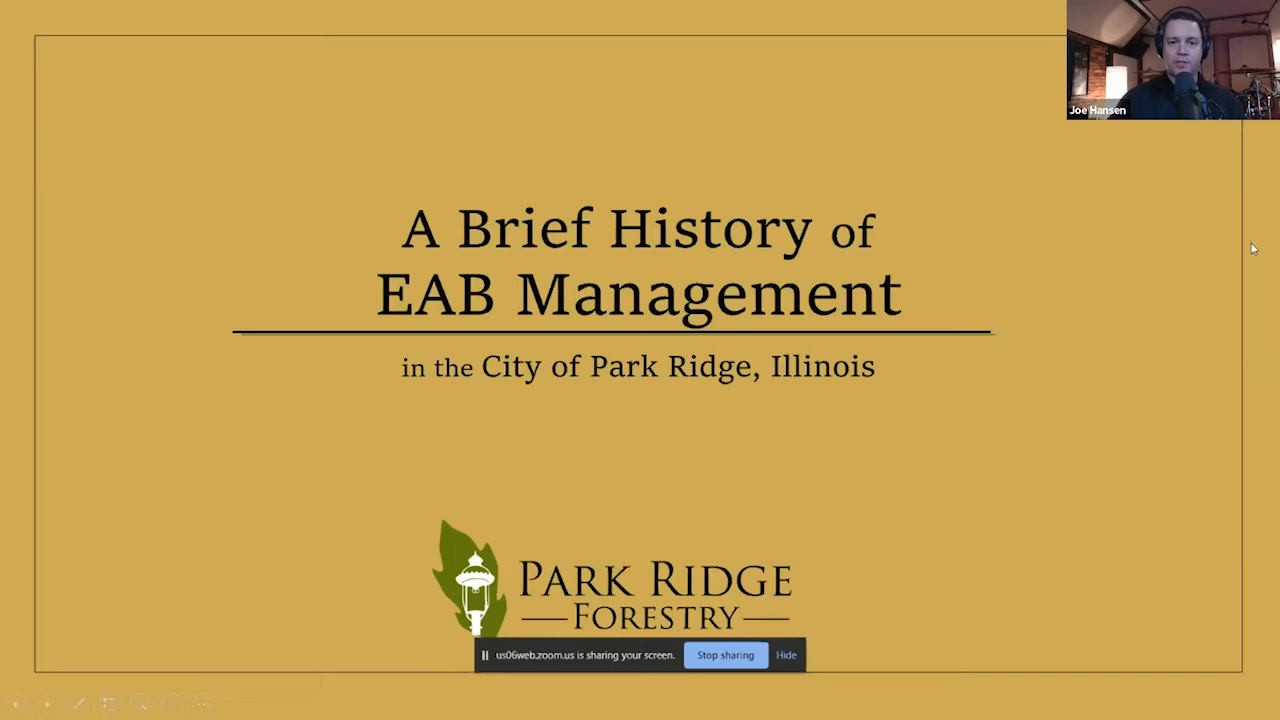 Joe Hansen
A Brief History of
EAB Management
in the City of Park Ridge, Illinois
PARK RIDGE
FORESTRY
us06web.zoom.us is sharing your screen. Stop sharing Hide